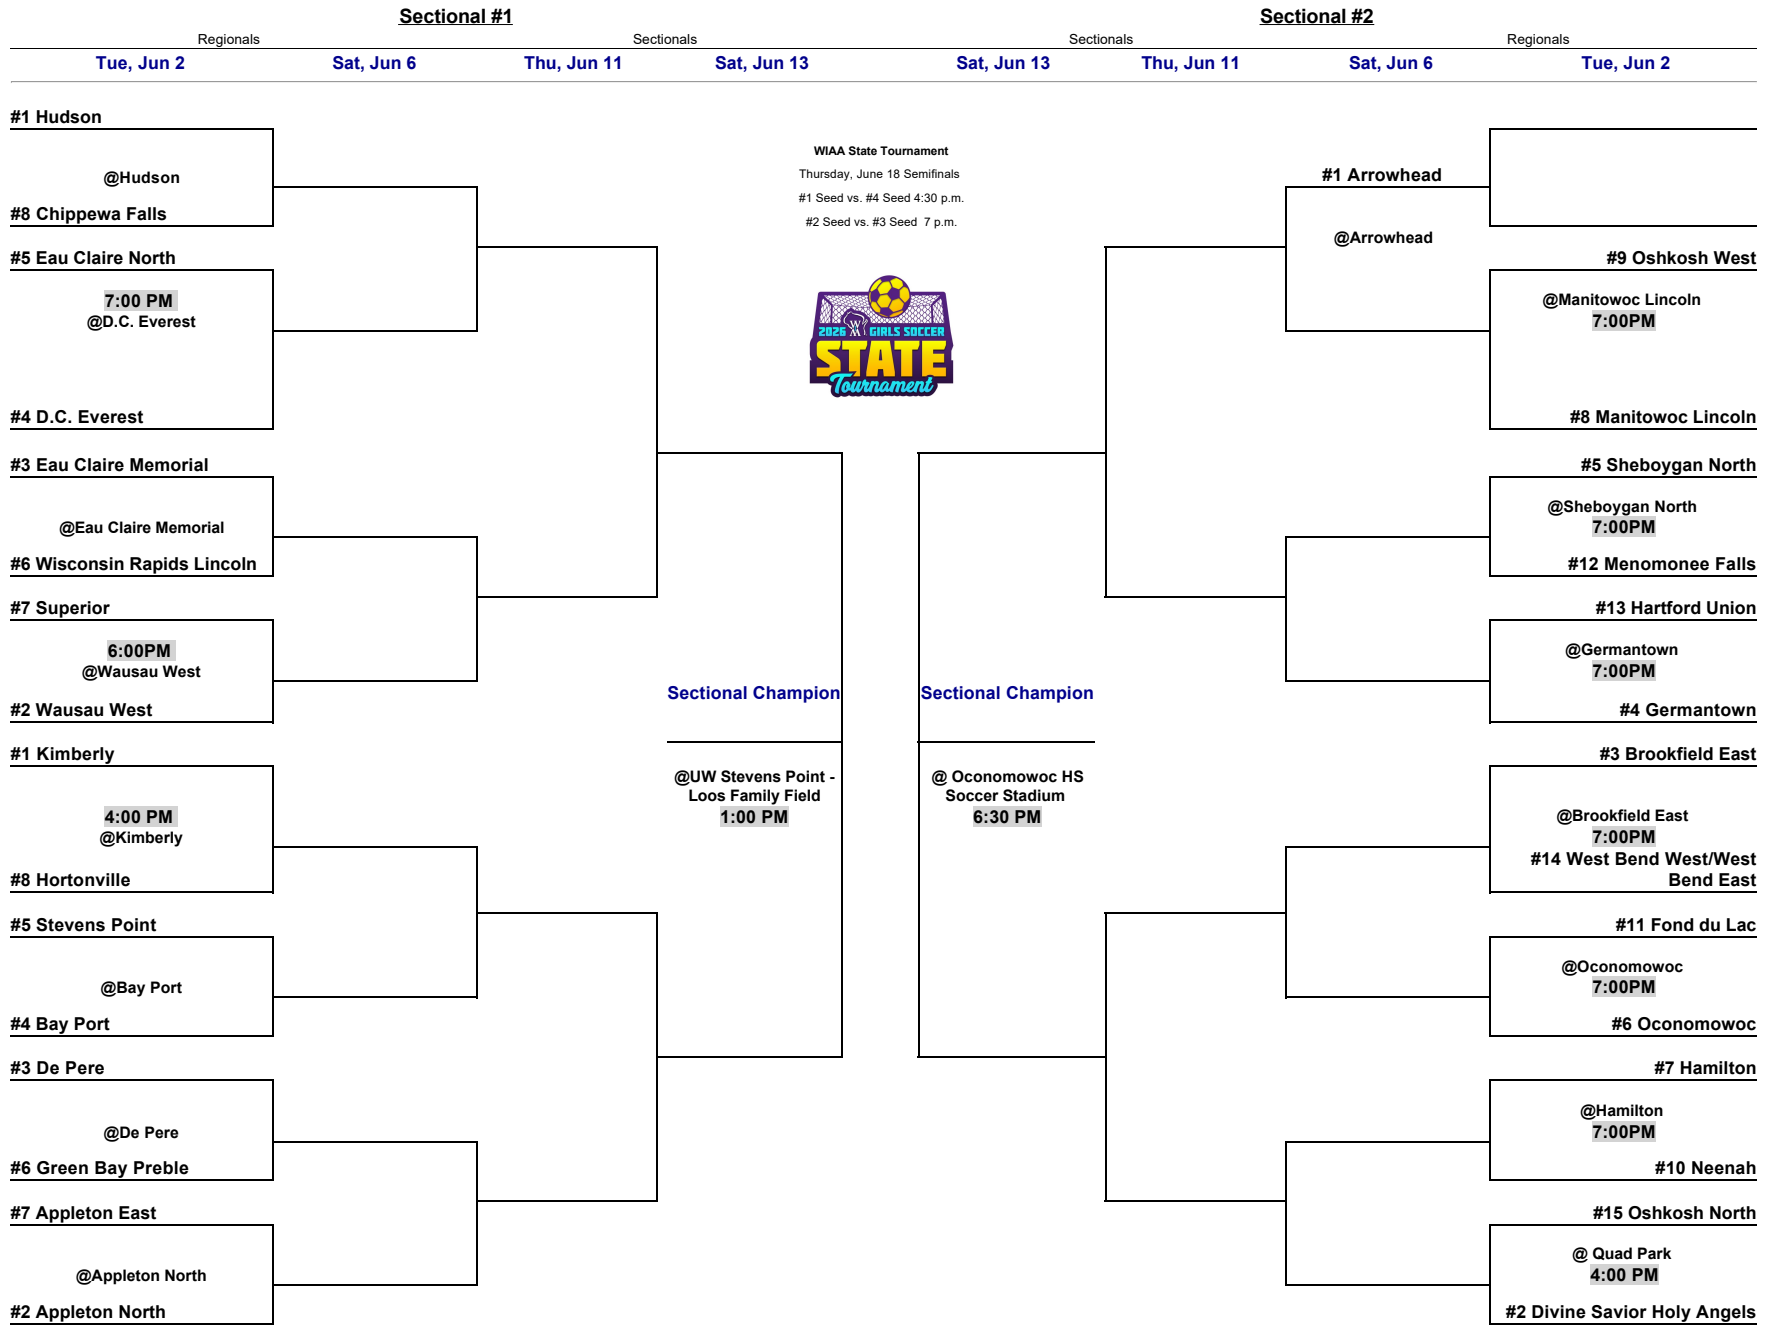 Sectional #1
Sectional #2
Regionals
Sectionals
Sectionals
Regionals
Tue, Jun 2
Sat, Jun 6
Thu, Jun 11
Sat, Jun 13
Sat, Jun 13
Thu, Jun 11
Sat, Jun 6
Tue, Jun 2
#1 Hudson
@Hudson
#8 Chippewa Falls
#5 Eau Claire North
7:00 PM
@D.C. Everest
#4 D.C. Everest
#3 Eau Claire Memorial
@Eau Claire Memorial
#6 Wisconsin Rapids Lincoln
#7 Superior
6:00PM
@Wausau West
#2 Wausau West
#1 Kimberly
4:00 PM
@Kimberly
#8 Hortonville
#5 Stevens Point
@Bay Port
#4 Bay Port
#3 De Pere
@De Pere
#6 Green Bay Preble
#7 Appleton East
@Appleton North
#2 Appleton North
WIAA State Tournament
Thursday, June 18 Semifinals
#1 Seed vs. #4 Seed 4:30 p.m.
#2 Seed vs. #3 Seed 7 p.m.
2026 GIRLS SOCCER
STATE
Tournament
Sectional Champion
@UW Stevens Point -
Loos Family Field
1:00 PM
Sectional Champion
@ Oconomowoc HS
Soccer Stadium
6:30 PM
#1 Arrowhead
@Arrowhead
#9 Oshkosh West
@Manitowoc Lincoln
7:00PM
#8 Manitowoc Lincoln
#5 Sheboygan North
@Sheboygan North
7:00PM
#12 Menomonee Falls
#13 Hartford Union
@Germantown
7:00PM
#4 Germantown
#3 Brookfield East
@Brookfield East
7:00PM
#14 West Bend West/West
Bend East
#11 Fond du Lac
@Oconomowoc
7:00PM
#6 Oconomowoc
#7 Hamilton
@Hamilton
7:00PM
#10 Neenah
#15 Oshkosh North
@ Quad Park
4:00 PM
#2 Divine Savior Holy Angels